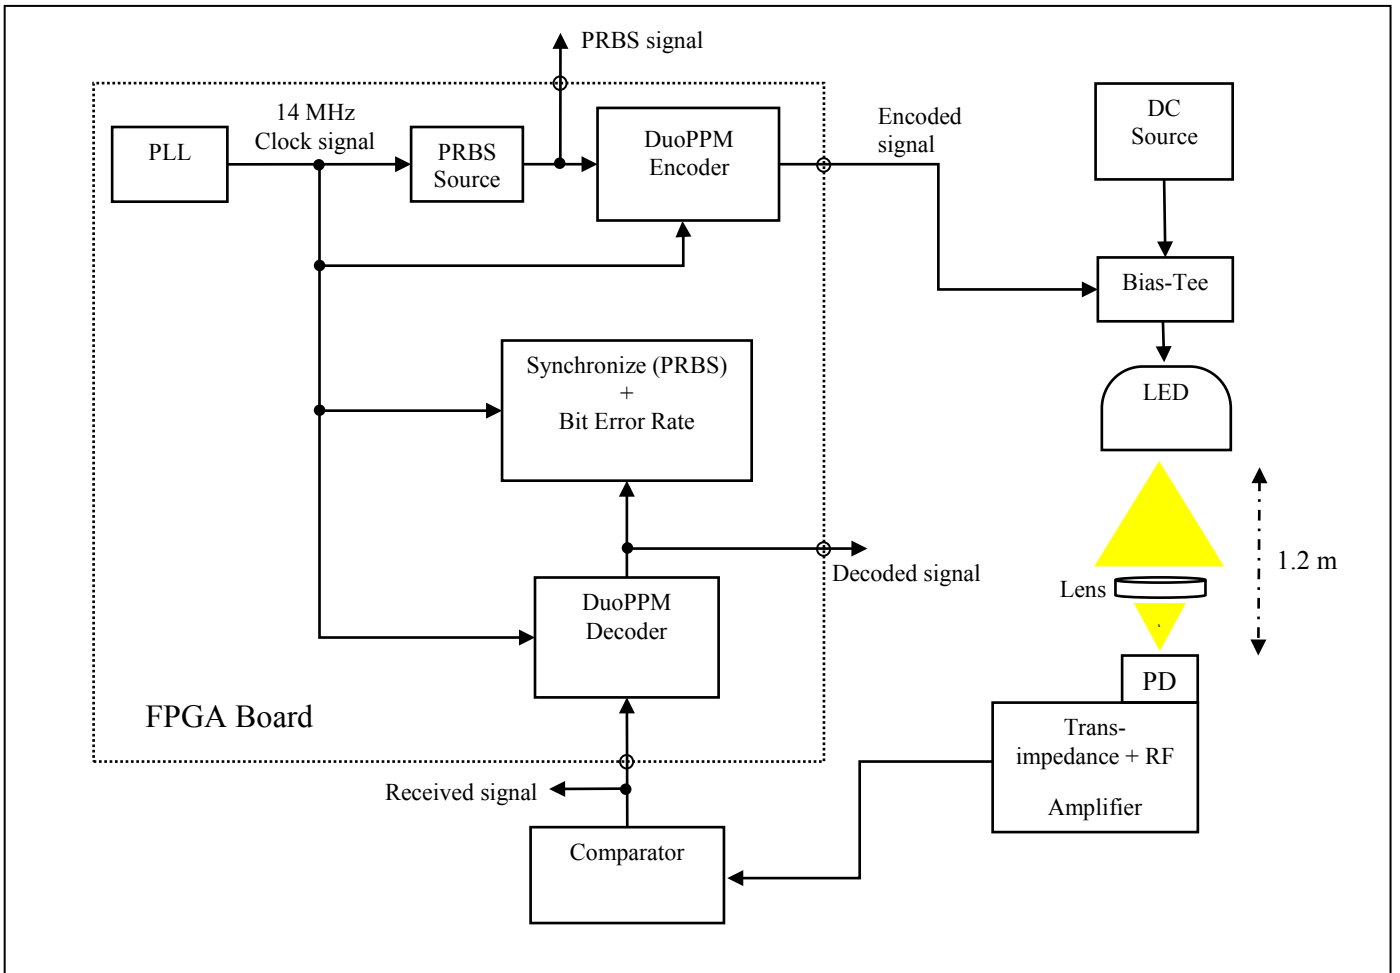 PRBS signal
14 MHz
Clock signal
PLL
PRBS
Source
DuoPPM
Encoder
Encoded
signal
DC
Source
Bias-Tee
LED
Synchronize (PRBS)
+
Bit Error Rate
1.2 m
Lens
Decoded signal
DuoPPM
Decoder
PD
FPGA Board
Trans-
impedance + RF
Amplifier
Received signal
Comparator